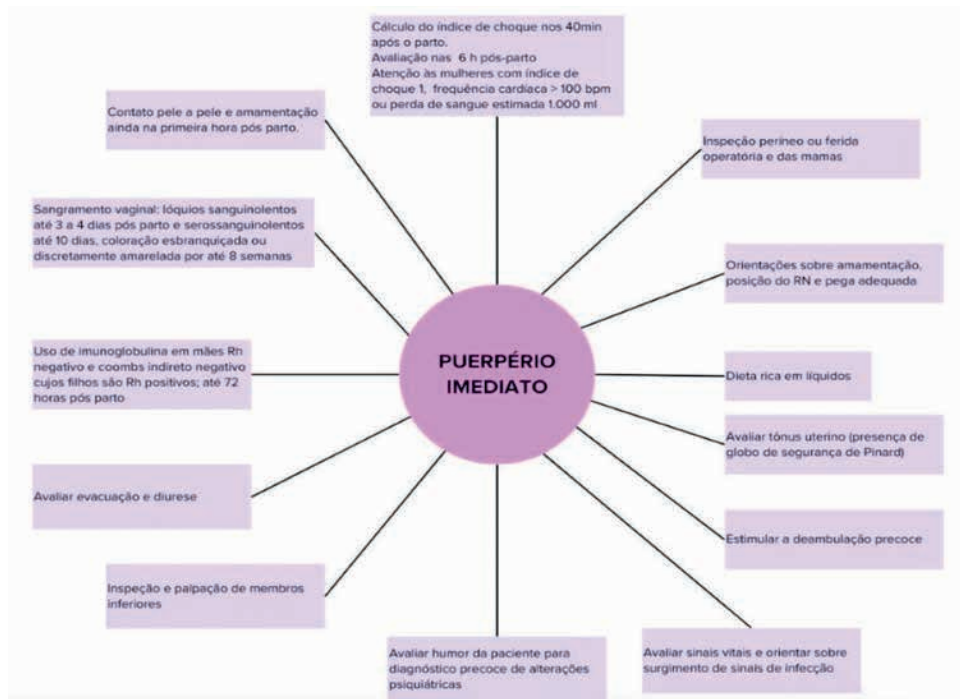 Cálculo do índice de choque nos 40min
após o parto.
Avaliação nas 6 h pós-parto
Atenção às mulheres com índice de
choque 1, frequência cardíaca > 100 bpm
ou perda de sangue estimada 1.000 ml
Contato pele a pele e amamentação
ainda na primeira hora pós parto.
Inspeção períneo ou ferida
operatória e das mamas
Sangramento vaginal: lóquios sanguinolentos
até 3 a 4 dias pós parto e serossanguinolentos
até 10 dias, coloração esbranquiçada ou
discretamente amarelada por até 8 semanas
Orientações sobre amamentação,
posição do RN e pega adequada
PUERPÉRIO
IMEDIATO
Uso de imunoglobulina em mães Rh
negativo e coombs indireto negativo
cujos filhos são Rh positivos; até 72
horas pós parto
Dieta rica em líquidos
Avaliar tônus uterino (presença de
globo de segurança de Pinard)
Avaliar evacuação e diurese
Estimular a deambulação precoce
Inspeção e palpação de membros
inferiores
Avaliar humor da paciente para
diagnóstico precoce de alterações
psiquiátricas
Avaliar sinais vitais e orientar sobre
surgimento de sinais de infecção